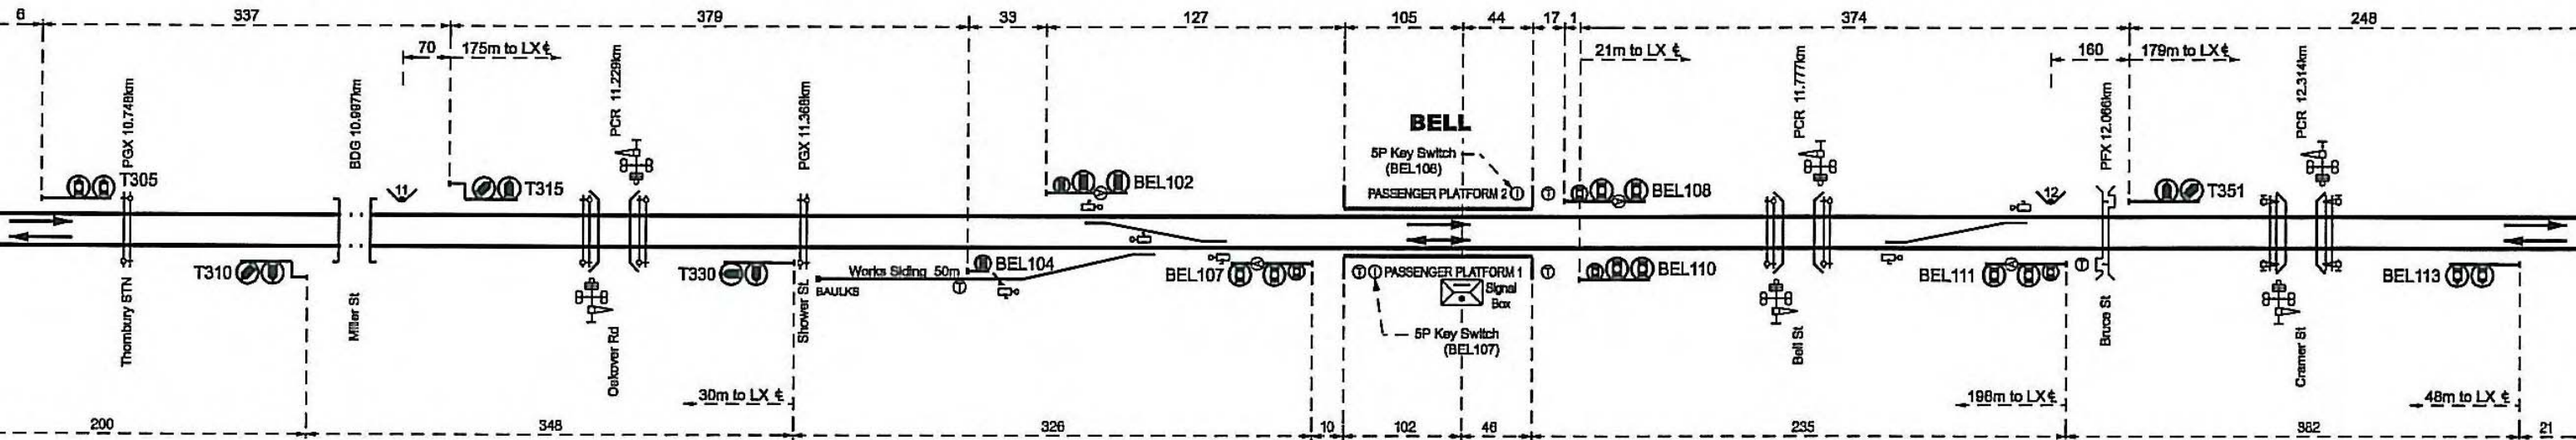 6 337 379 33 127 105 44 17 1 374 248
70 175m to LX ℄ 21m to LX ℄ 160 179m to LX ℄
PGX 10.748km
BDG 10.997km
PCR 11.229km
PGX 11.368km
PCR 11.777km
PFX 12.066km
PCR 12.314km
BELL
5P Key Switch
(BEL106)
T305 11 T315 BEL102 PASSENGER PLATFORM 2 T T BEL108 12 T351
T310 T330 Works Siding 50m BEL104 BEL107 T T PASSENGER PLATFORM 1 T BEL110 BEL111 T BEL113
BAULKS T
Signal
Box
5P Key Switch
(BEL107)
Thornbury STN
Miller St
Oakover Rd
Shower St
Bell St
Bruce St
Cramer St
30m to LX ℄ 198m to LX ℄ 48m to LX ℄
200 348 326 10 102 46 235 382 21